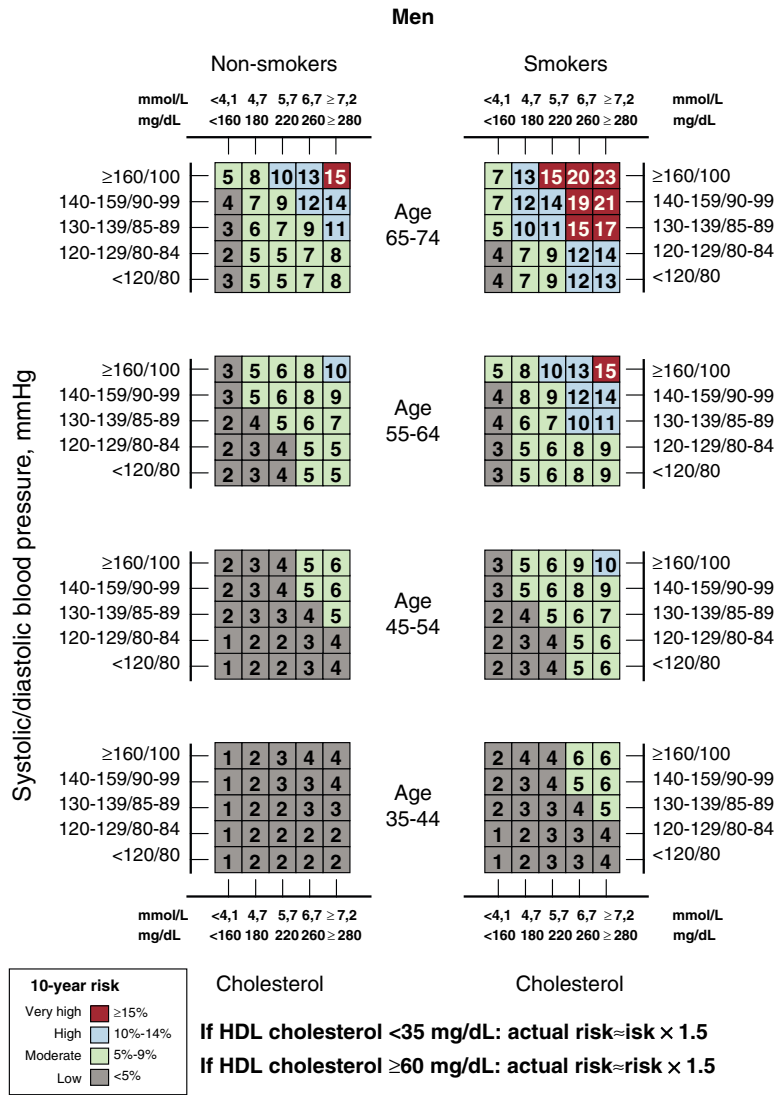 Men
Non-smokers Smokers
mmol/L <4,1 4,7 5,7 6,7 ≥7,2 <4,1 4,7 5,7 6,7 ≥7,2 mmol/L
mg/dL <160 180 220 260 ≥280 <160 180 220 260 ≥280 mg/dL
Systolic/diastolic blood pressure, mmHg
≥160/100 5 8 10 13 15 7 13 15 20 23 ≥160/100
140-159/90-99 4 7 9 12 14 Age 7 12 14 19 21 140-159/90-99
130-139/85-89 3 6 7 9 11 65-74 5 10 11 15 17 130-139/85-89
120-129/80-84 2 5 5 7 8 4 7 9 12 14 120-129/80-84
<120/80 3 5 5 7 8 4 7 9 12 13 <120/80
≥160/100 3 5 6 8 10 5 8 10 13 15 ≥160/100
140-159/90-99 3 5 6 8 9 Age 4 8 9 12 14 140-159/90-99
130-139/85-89 2 4 5 6 7 55-64 4 6 7 10 11 130-139/85-89
120-129/80-84 2 3 4 5 5 3 5 6 8 9 120-129/80-84
<120/80 2 3 4 5 5 3 5 6 8 9 <120/80
≥160/100 2 3 4 5 6 3 5 6 9 10 ≥160/100
140-159/90-99 2 3 4 5 6 Age 3 5 6 8 9 140-159/90-99
130-139/85-89 2 3 3 4 5 45-54 2 4 5 6 7 130-139/85-89
120-129/80-84 1 2 2 3 4 2 3 4 5 6 120-129/80-84
<120/80 1 2 2 3 4 2 3 4 5 6 <120/80
≥160/100 1 2 3 4 4 2 4 4 6 6 ≥160/100
140-159/90-99 1 2 3 4 4 Age 2 3 4 5 6 140-159/90-99
130-139/85-89 1 2 2 3 3 35-44 2 3 3 4 5 130-139/85-89
120-129/80-84 1 2 2 2 2 1 2 3 3 4 120-129/80-84
<120/80 1 2 2 2 2 1 2 3 3 4 <120/80
mmol/L <4,1 4,7 5,7 6,7 ≥7,2 <4,1 4,7 5,7 6,7 ≥7,2 mmol/L
mg/dL <160 180 220 260 ≥280 <160 180 220 260 ≥280 mg/dL
Cholesterol Cholesterol
10-year risk
Very high ≥15%
High 10%-14%
Moderate 5%-9%
Low <5%
If HDL cholesterol <35 mg/dL: actual risk≈isk × 1.5
If HDL cholesterol ≥60 mg/dL: actual risk≈risk × 1.5